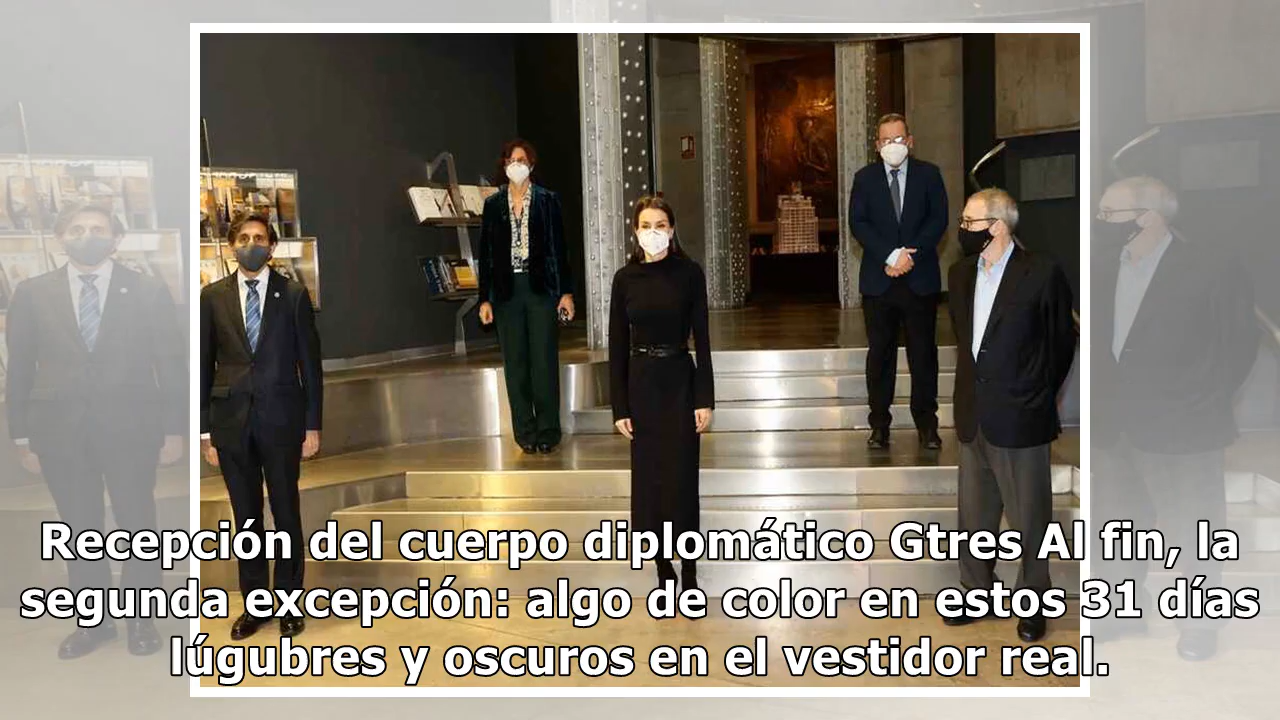 Recepción del cuerpo diplomático Gtres Al fin, la
segunda excepción: algo de color en estos 31 días
lúgubres y oscuros en el vestidor real.